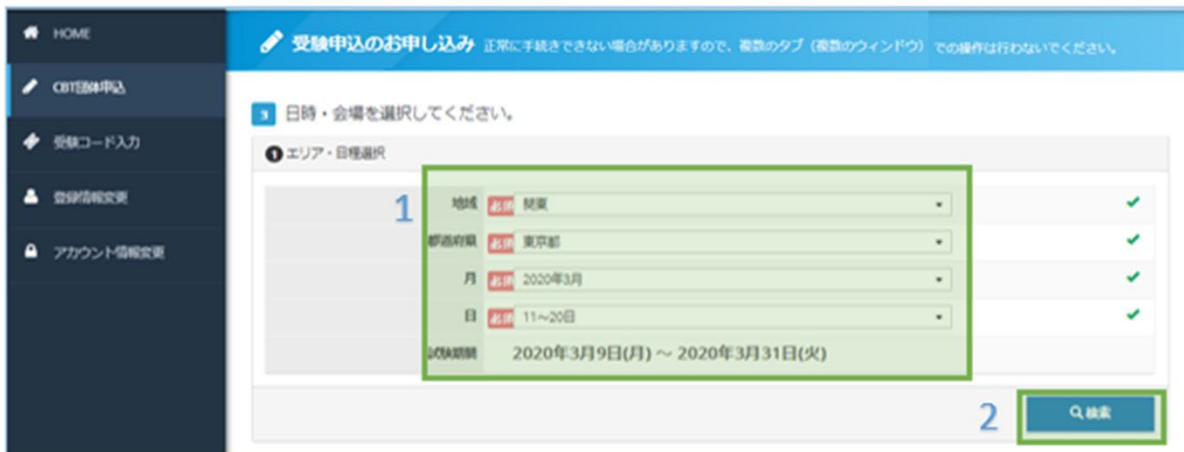 HOME
CBT団体申込
受験コード入力
登録情報変更
アカウント情報変更
受験申込のお申し込み 正常に手続きできない場合がありますので、複数のタブ（複数のウィンドウ）での操作は行わないでください。
3 日時・会場を選択してください。
❶エリア・日程選択
1
地域 必須 関東
都道府県 必須 東京都
月 必須 2020年3月
日 必須 11～20日
試験期間 2020年3月9日(月) ～ 2020年3月31日(火)
2
検索